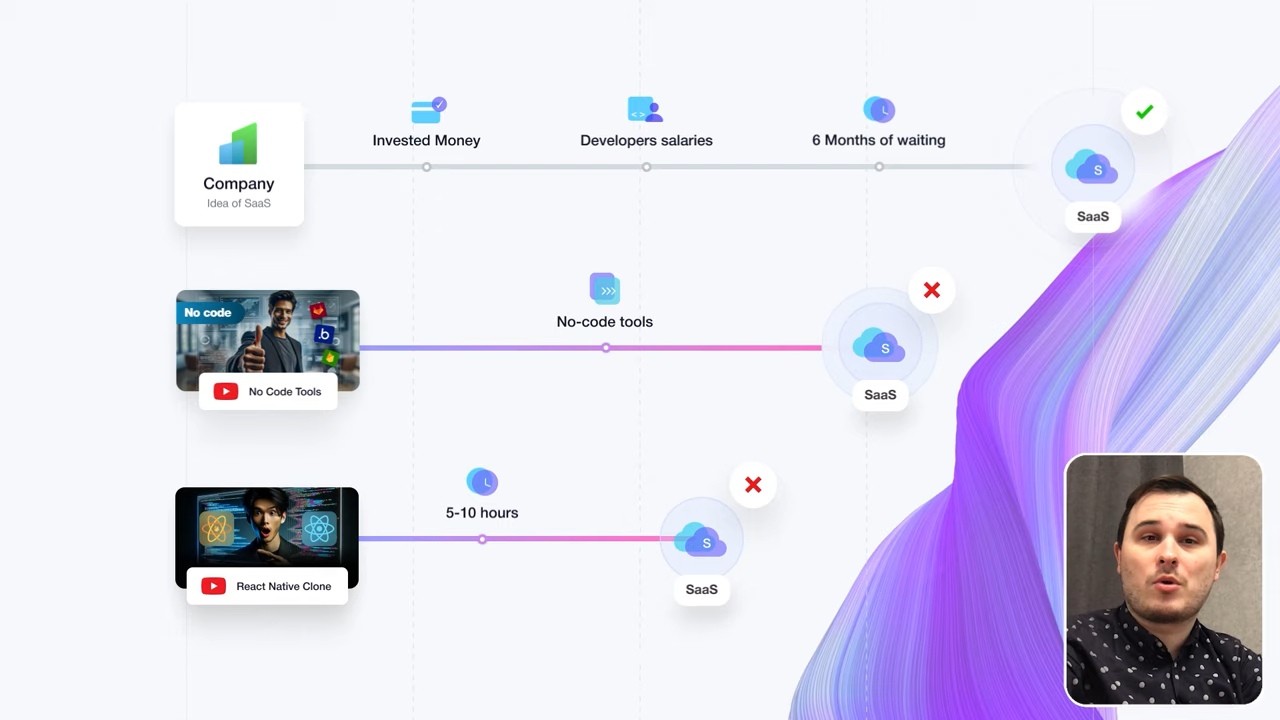 Invested Money
Developers salaries
6 Months of waiting
Company
Idea of SaaS
S
SaaS
No code
.b
No-code tools
No Code Tools
S
SaaS
5-10 hours
React Native Clone
S
SaaS